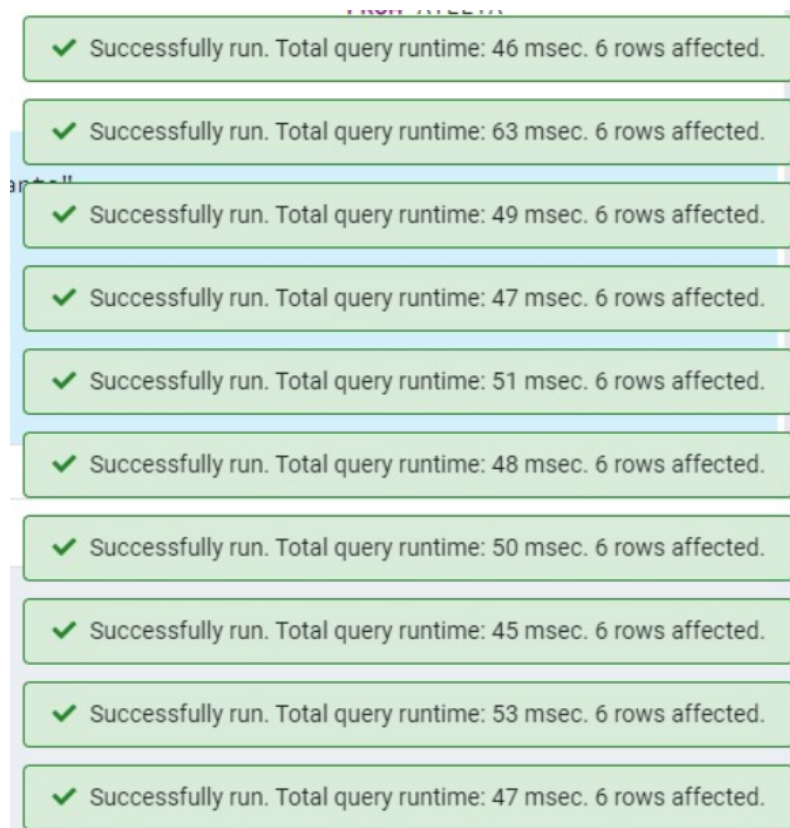 Successfully run. Total query runtime: 46 msec. 6 rows affected.
Successfully run. Total query runtime: 63 msec. 6 rows affected.
Successfully run. Total query runtime: 49 msec. 6 rows affected.
Successfully run. Total query runtime: 47 msec. 6 rows affected.
Successfully run. Total query runtime: 51 msec. 6 rows affected.
Successfully run. Total query runtime: 48 msec. 6 rows affected.
Successfully run. Total query runtime: 50 msec. 6 rows affected.
Successfully run. Total query runtime: 45 msec. 6 rows affected.
Successfully run. Total query runtime: 53 msec. 6 rows affected.
Successfully run. Total query runtime: 47 msec. 6 rows affected.